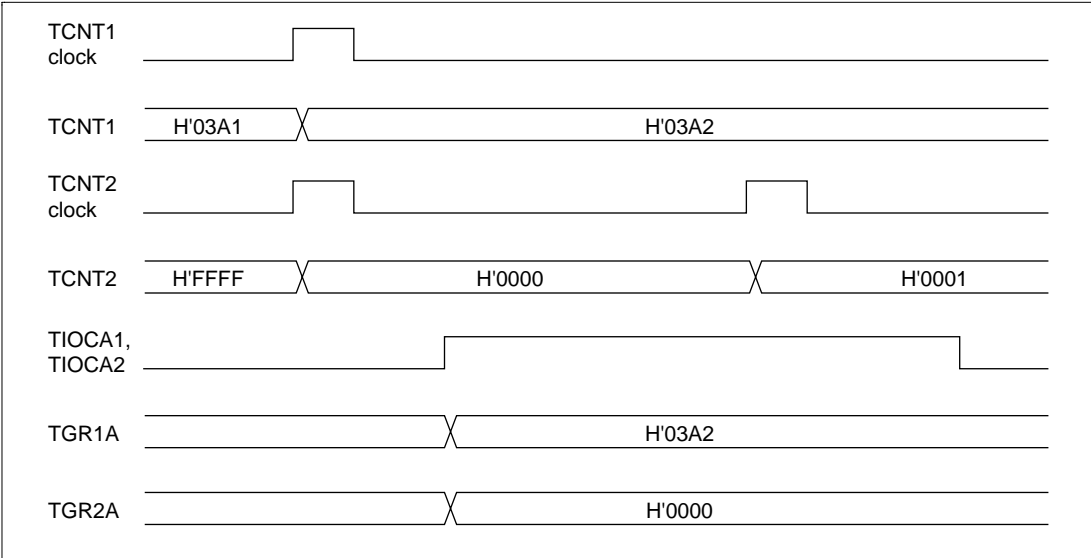 TCNT1
clock
TCNT1 H'03A1 H'03A2
TCNT2
clock
TCNT2 H'FFFF H'0000 H'0001
TIOCA1,
TIOCA2
TGR1A H'03A2
TGR2A H'0000